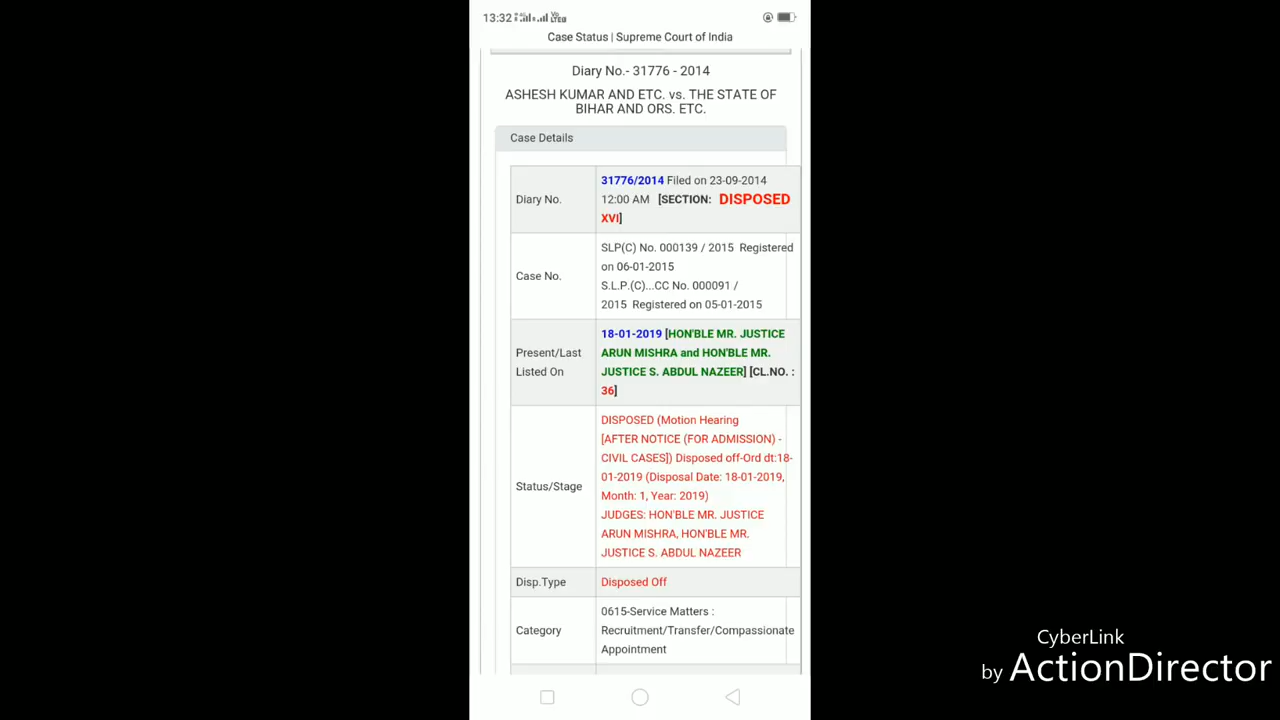 13:32
Case Status | Supreme Court of India
Diary No.- 31776 - 2014
ASHESH KUMAR AND ETC. vs. THE STATE OF
BIHAR AND ORS. ETC.
Case Details
Diary No.
31776/2014 Filed on 23-09-2014
12:00 AM [SECTION: DISPOSED
XVI]
Case No.
SLP(C) No. 000139 / 2015 Registered
on 06-01-2015
S.L.P.(C)...CC No. 000091 /
2015 Registered on 05-01-2015
Present/Last
Listed On
18-01-2019 [HON'BLE MR. JUSTICE
ARUN MISHRA and HON'BLE MR.
JUSTICE S. ABDUL NAZEER] [CL.NO. :
36]
Status/Stage
DISPOSED (Motion Hearing
[AFTER NOTICE (FOR ADMISSION) -
CIVIL CASES]) Disposed off-Ord dt:18-
01-2019 (Disposal Date: 18-01-2019,
Month: 1, Year: 2019)
JUDGES: HON'BLE MR. JUSTICE
ARUN MISHRA, HON'BLE MR.
JUSTICE S. ABDUL NAZEER
Disp.Type
Disposed Off
Category
0615-Service Matters :
Recruitment/Transfer/Compassionate
Appointment
CyberLink
by ActionDirector